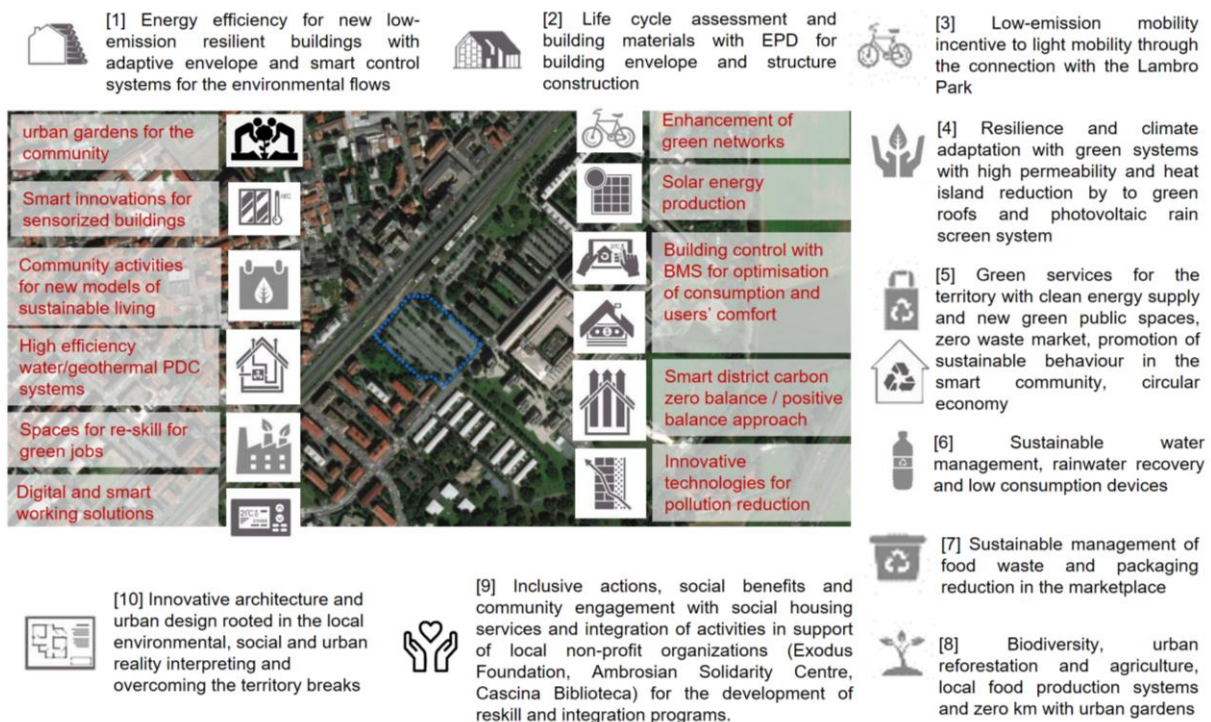 [1] Energy efficiency for new low-
emission resilient buildings with
adaptive envelope and smart control
systems for the environmental flows
[2] Life cycle assessment and
building materials with EPD for
building envelope and structure
construction
[3] Low-emission mobility
incentive to light mobility through
the connection with the Lambro
Park
urban gardens for the
community
Smart innovations for
sensorized buildings
Community activities
for new models of
sustainable living
High efficiency
water/geothermal PDC
systems
Spaces for re-skill for
green jobs
Digital and smart
working solutions
Enhancement of
green networks
Solar energy
production
Building control with
BMS for optimisation
of consumption and
users' comfort
Smart district carbon
zero balance / positive
balance approach
Innovative
technologies for
pollution reduction
[4] Resilience and climate
adaptation with green systems
with high permeability and heat
island reduction by to green
roofs and photovoltaic rain
screen system
[5] Green services for the
territory with clean energy supply
and new green public spaces,
zero waste market, promotion of
sustainable behaviour in the
smart community, circular
economy
[6] Sustainable water
management, rainwater recovery
and low consumption devices
[7] Sustainable management of
food waste and packaging
reduction in the marketplace
[8] Biodiversity, urban
reforestation and agriculture,
local food production systems
and zero km with urban gardens
[9] Inclusive actions, social benefits and
community engagement with social housing
services and integration of activities in support
of local non-profit organizations (Exodus
Foundation, Ambrosian Solidarity Centre,
Cascina Biblioteca) for the development of
reskill and integration programs.
[10] Innovative architecture and
urban design rooted in the local
environmental, social and urban
reality interpreting and
overcoming the territory breaks